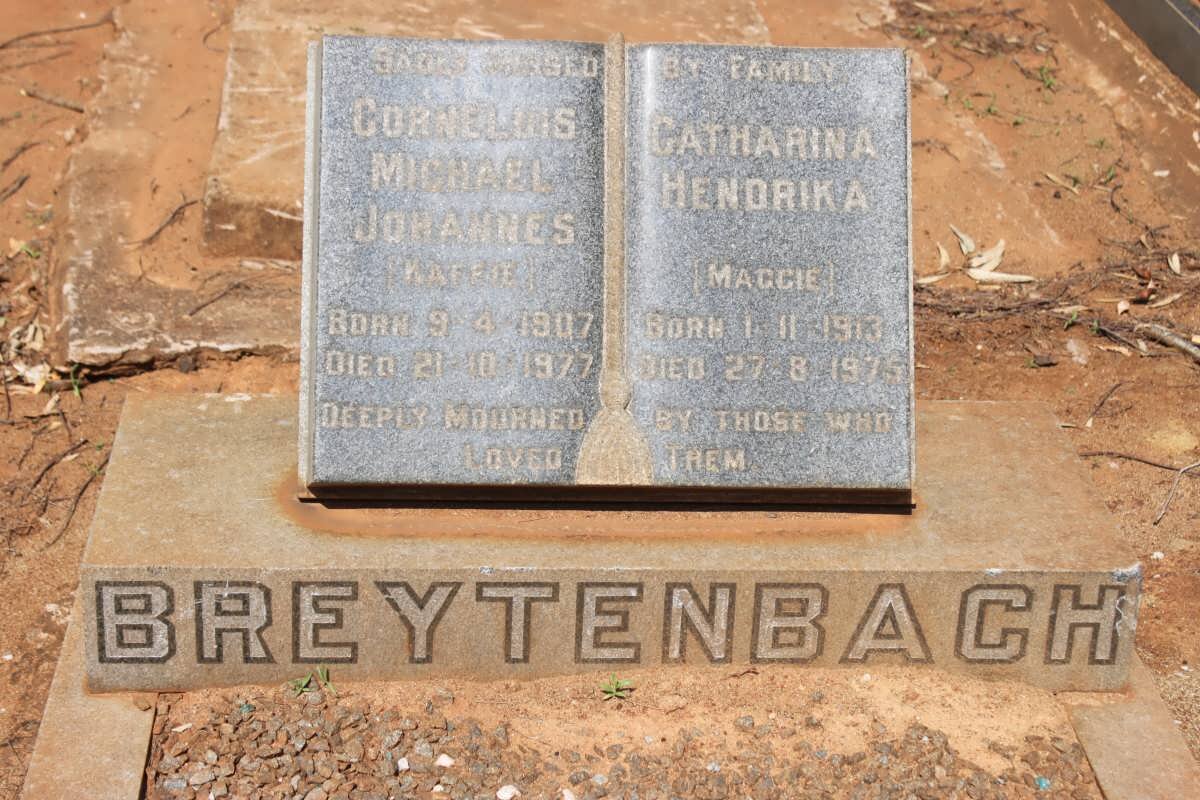 Sadly Missed by Family.
Cornelius
Michael
Johannes
Born 9-4-1907
Died 21-10-1977
Catharina
Hendrika
[Maggie]
Born 1-11-1913
Died 27-8-1975
Deeply Mourned by those who
Loved Them.
BREYTENBACH